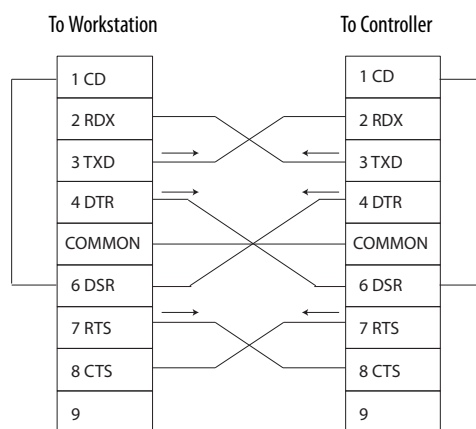 To Workstation
To Controller
1 CD
2 RDX
3 TXD
4 DTR
COMMON
6 DSR
7 RTS
8 CTS
9
1 CD
2 RDX
3 TXD
4 DTR
COMMON
6 DSR
7 RTS
8 CTS
9